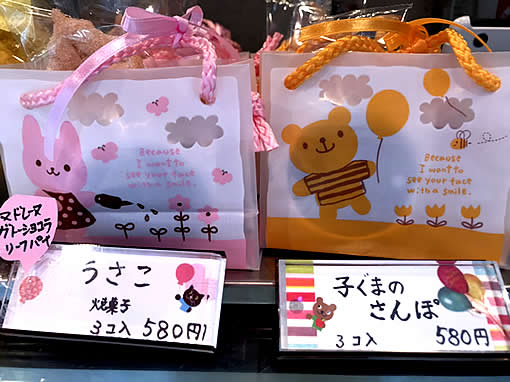 Because
I want to
see your face
with a smile.
Because
I want to
see your face
with a smile.
マドレーヌ
ガトーショコラ
リーフパイ
うさこ
焼菓子
3コ入 580円
子ぐまの
さんぽ
3コ入 580円